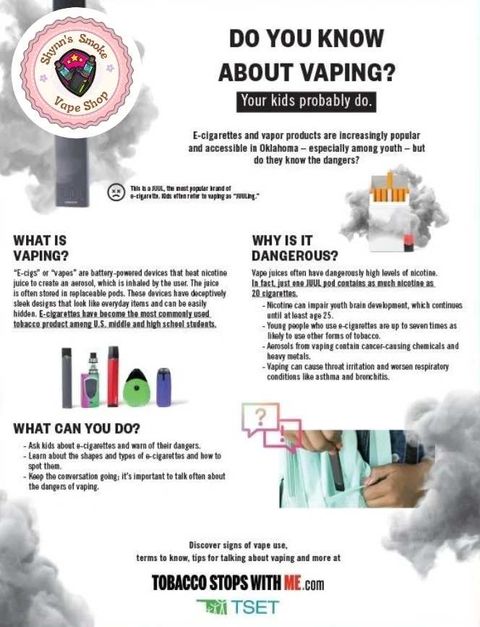 Shynn's Smoke
Vape Shop
DO YOU KNOW
ABOUT VAPING?
Your kids probably do.
E-cigarettes and vapor products are increasingly popular
and accessible in Oklahoma – especially among youth – but
do they know the dangers?
This is a JUUL, the most popular brand of
e-cigarette. Kids often refer to vaping as "JUULing."
WHAT IS
VAPING?
"E-cigs" or "vapes" are battery-powered devices that heat nicotine
juice to create an aerosol, which is inhaled by the user. The juice
is often stored in replaceable pods. These devices have deceptively
sleek designs that look like everyday items and can be easily
hidden. E-cigarettes have become the most commonly used
tobacco product among U.S. middle and high school students.
WHY IS IT
DANGEROUS?
Vape juices often have dangerously high levels of nicotine.
In fact, just one JUUL pod contains as much nicotine as
20 cigarettes.
- Nicotine can impair youth brain development, which continues
until at least age 25.
- Young people who use e-cigarettes are up to seven times as
likely to use other forms of tobacco.
- Aerosols from vaping contain cancer-causing chemicals and
heavy metals.
- Vaping can cause throat irritation and worsen respiratory
conditions like asthma and bronchitis.
WHAT CAN YOU DO?
- Ask kids about e-cigarettes and warn of their dangers.
- Learn about the shapes and types of e-cigarettes and how to
spot them.
- Keep the conversation going; it's important to talk often about
the dangers of vaping.
?
Discover signs of vape use,
terms to know, tips for talking about vaping and more at
TOBACCO STOPS WITH ME.com
TSET